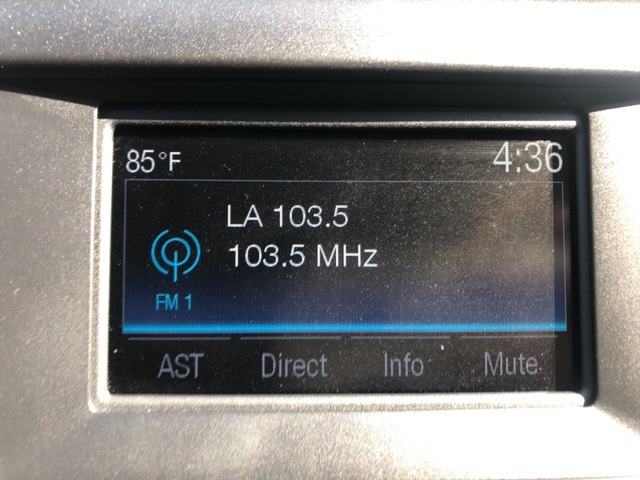 85°F 4:36
LA 103.5
103.5 MHz
FM 1
AST Direct Info Mute